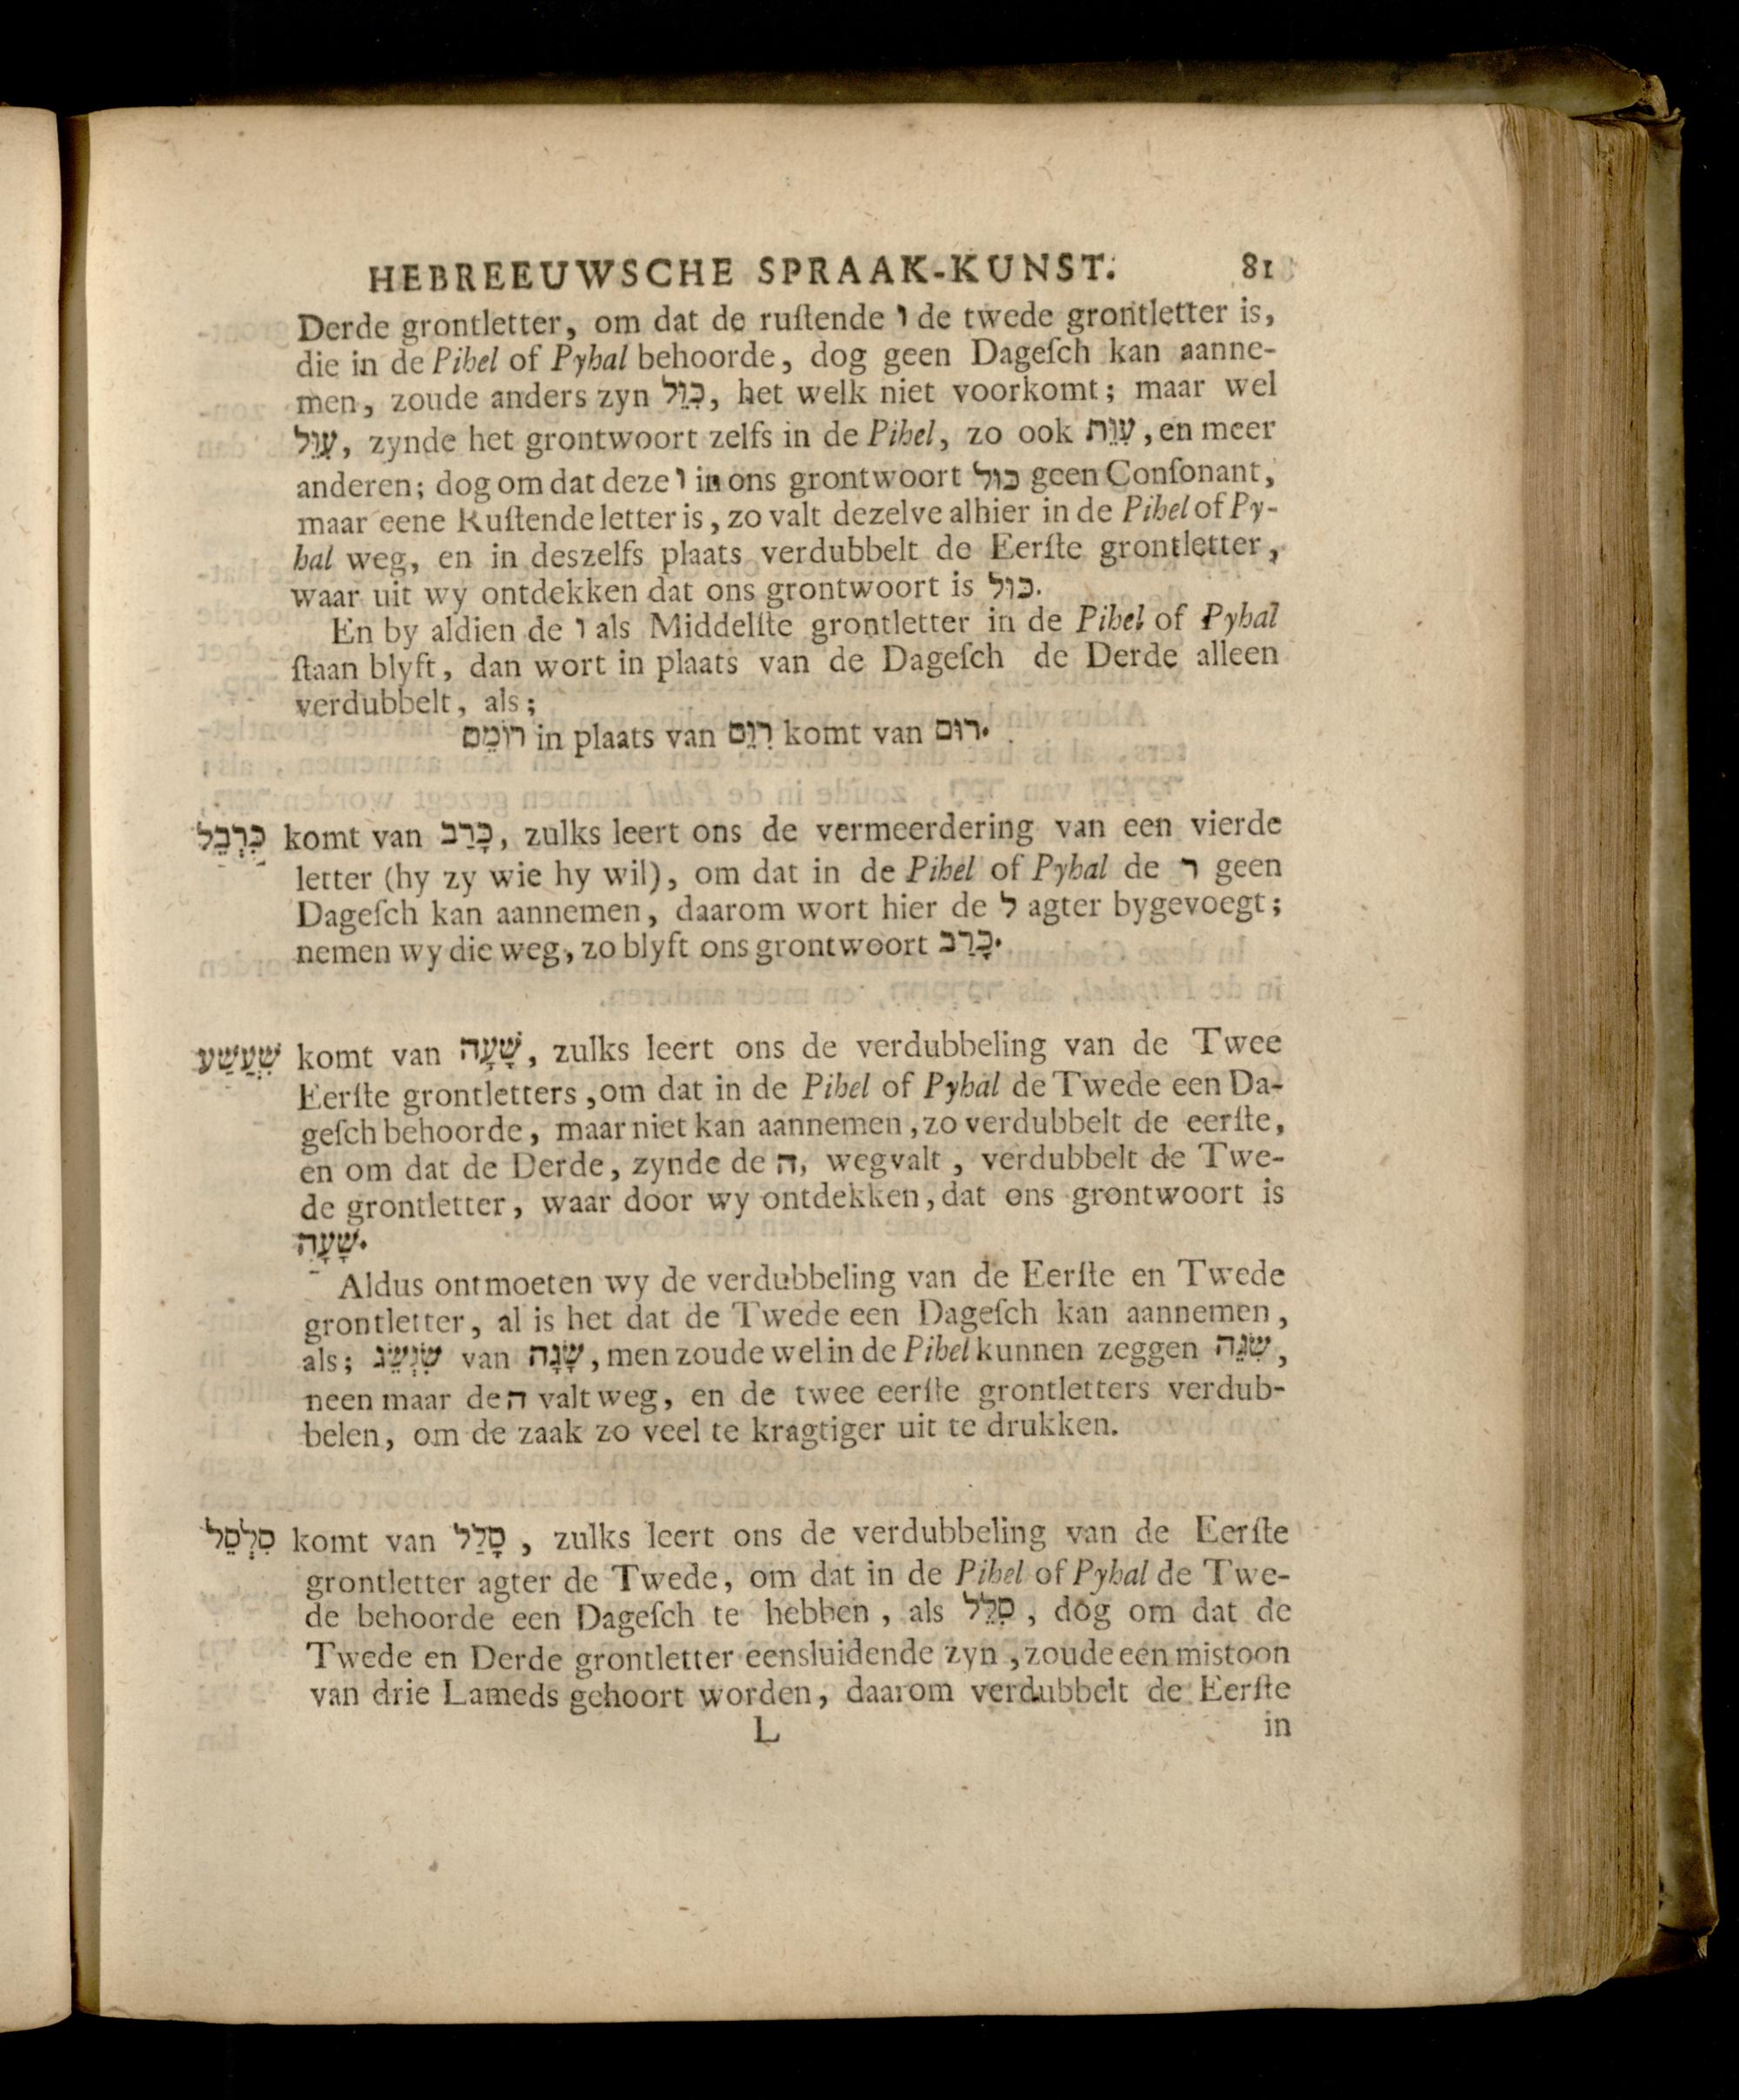 HEBREEUWSCHE SPRAAK-KUNST. 81
Derde grontletter, om dat de ruſtende ו de twede grontletter is,
die in de Pihel of Pyhal behoorde, dog geen Dageſch kan aanne-
men, zoude anders zyn כִּוֵּל, het welk niet voorkomt; maar wel
עִוֵּל, zynde het grontwoort zelfs in de Pihel, zo ook עִוֵּת, en meer
anderen; dog om dat deze ו in ons grontwoort כול geen Conſonant,
maar eene Ruſtende letter is, zo valt dezelve alhier in de Pihel of Py-
hal weg, en in deszelfs plaats verdubbelt de Eerſte grontletter,
waar uit wy ontdekken dat ons grontwoort is כול.
En by aldien de ו als Middelſte grontletter in de Pihel of Pyhal
ſtaan blyft, dan wort in plaats van de Dageſch de Derde alleen
verdubbelt, als;
רוֹמֵם in plaats van רִוֵּם komt van רום.
כִּרְבֵּל komt van כָּרַב, zulks leert ons de vermeerdering van een vierde
letter (hy zy wie hy wil), om dat in de Pihel of Pyhal de ר geen
Dageſch kan aannemen, daarom wort hier de ל agter bygevoegt;
nemen wy die weg, zo blyft ons grontwoort כָּרַב.
שִׁעֲשַׁע komt van שָׁעָה, zulks leert ons de verdubbeling van de Twee
Eerſte grontletters, om dat in de Pihel of Pyhal de Twede een Da-
geſch behoorde, maar niet kan aannemen, zo verdubbelt de eerſte,
en om dat de Derde, zynde de ה, wegvalt, verdubbelt de Twe-
de grontletter, waar door wy ontdekken, dat ons grontwoort is
שָׁעָה.
Aldus ontmoeten wy de verdubbeling van de Eerſte en Twede
grontletter, al is het dat de Twede een Dageſch kan aannemen,
als; שִׂגְשֵׂג van שָׂגָה, men zoude wel in de Pihel kunnen zeggen שִׂגֵּה,
neen maar de ה valt weg, en de twee eerſte grontletters verdub-
belen, om de zaak zo veel te kragtiger uit te drukken.
סִלְסֵל komt van סָלַל, zulks leert ons de verdubbeling van de Eerſte
grontletter agter de Twede, om dat in de Pihel of Pyhal de Twe-
de behoorde een Dageſch te hebben, als סִלֵּל, dog om dat de
Twede en Derde grontletter eensluidende zyn, zoude een mistoon
van drie Lameds gehoort worden, daarom verdubbelt de Eerſte
L in